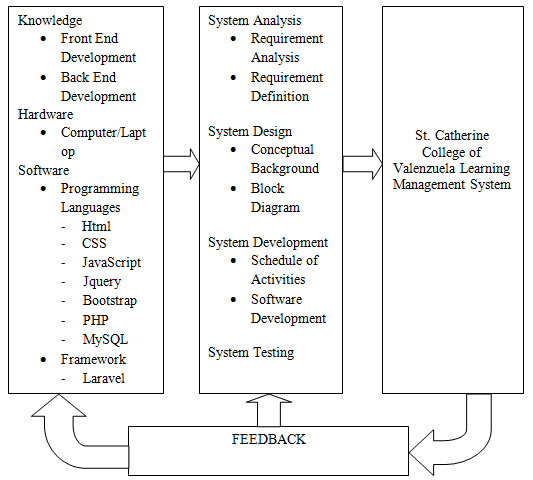 Knowledge
• Front End
Development
• Back End
Development
Hardware
• Computer/Lapt
op
Software
• Programming
Languages
- Html
- CSS
- JavaScript
- Jquery
- Bootstrap
- PHP
- MySQL
• Framework
- Laravel
System Analysis
• Requirement
Analysis
• Requirement
Definition
System Design
• Conceptual
Background
• Block
Diagram
System Development
• Schedule of
Activities
• Software
Development
System Testing
St. Catherine
College of
Valenzuela Learning
Management System
FEEDBACK